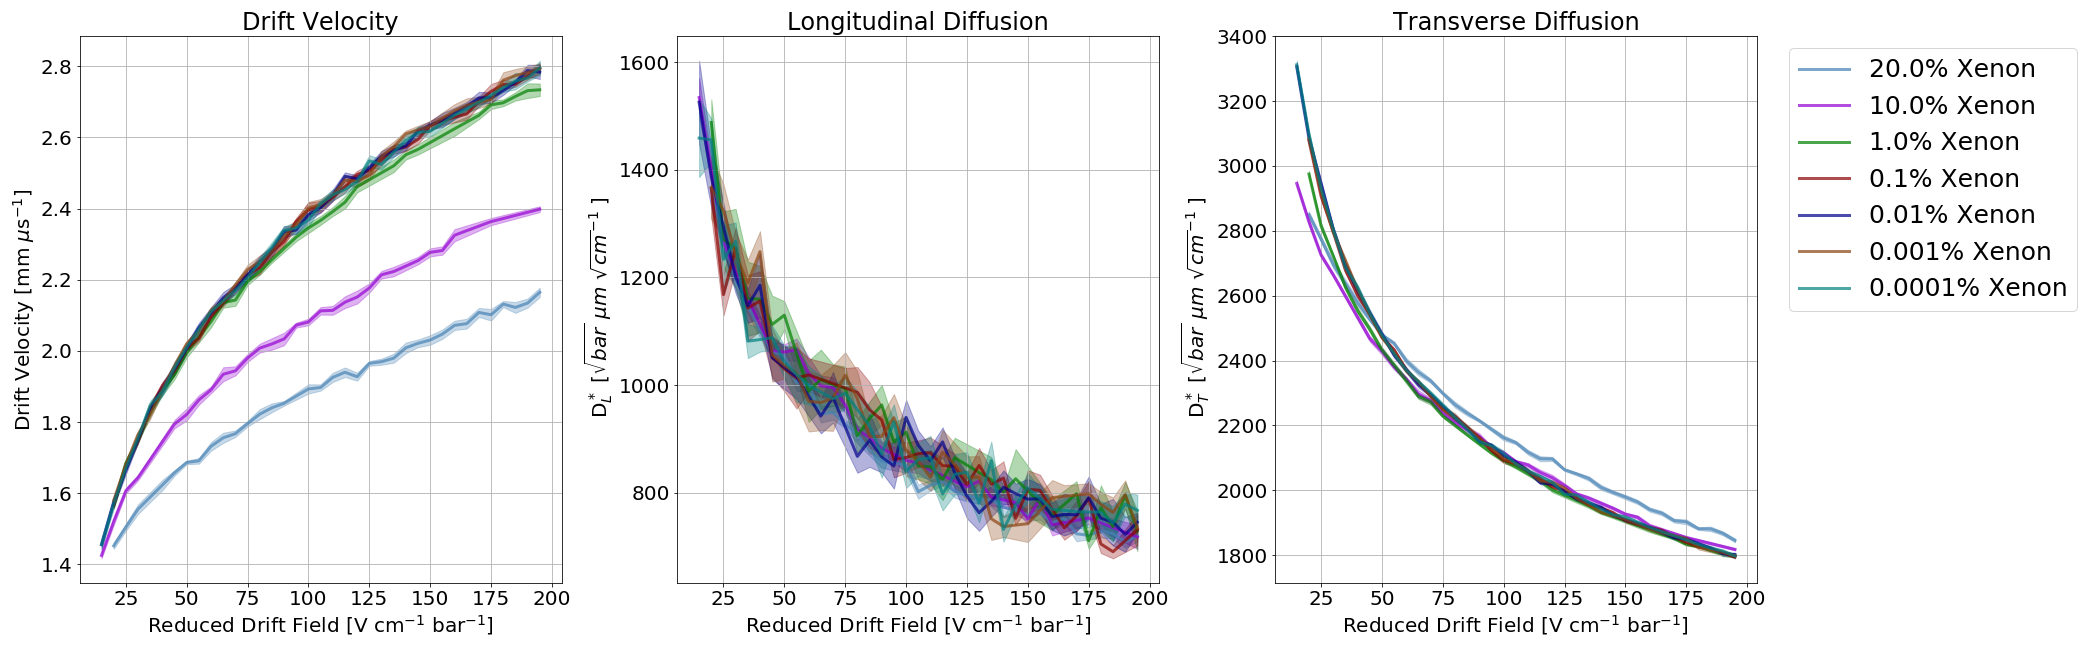 Drift Velocity
Drift Velocity [mm μs⁻¹]
2.8
2.6
2.4
2.2
2.0
1.8
1.6
1.4
25 50 75 100 125 150 175 200
Reduced Drift Field [V cm⁻¹ bar⁻¹]
Longitudinal Diffusion
D_L^* [√bar μm √cm⁻¹ ]
1600
1400
1200
1000
800
25 50 75 100 125 150 175 200
Reduced Drift Field [V cm⁻¹ bar⁻¹]
Transverse Diffusion
D_T^* [√bar μm √cm⁻¹ ]
3400
3200
3000
2800
2600
2400
2200
2000
1800
25 50 75 100 125 150 175 200
Reduced Drift Field [V cm⁻¹ bar⁻¹]
20.0% Xenon
10.0% Xenon
1.0% Xenon
0.1% Xenon
0.01% Xenon
0.001% Xenon
0.0001% Xenon